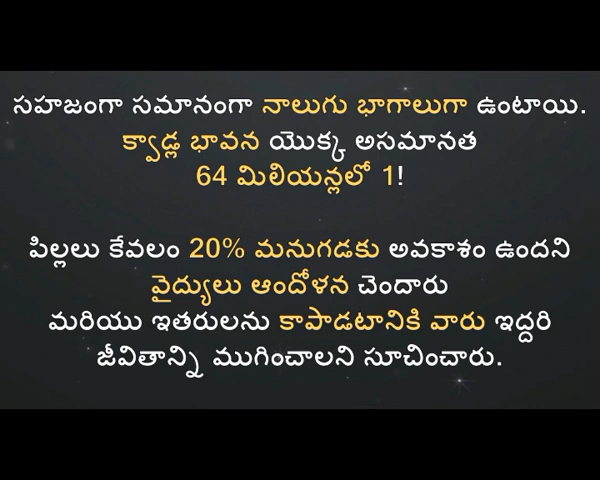 సహజంగా సమానంగా నాలుగు భాగాలుగా ఉంటాయి.
క్వాడ్ల భావన యొక్క అసమానత
64 మిలియన్లలో 1!
పిల్లలు కేవలం 20% మనుగడకు అవకాశం ఉందని
వైద్యులు ఆందోళన చెందారు
మరియు ఇతరులను కాపాడటానికి వారు ఇద్దరి
జీవితాన్ని ముగించాలని సూచించారు.